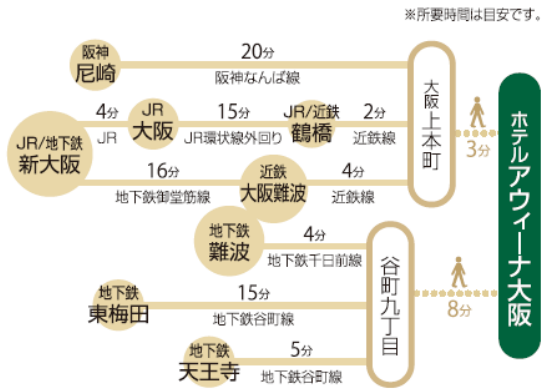 ※所要時間は目安です。
阪神
尼崎
20分
阪神なんば線
JR/地下鉄
新大阪
4分
JR
JR
大阪
15分
JR環状線外回り
JR/近鉄
鶴橋
2分
近鉄線
16分
地下鉄御堂筋線
近鉄
大阪難波
4分
近鉄線
大阪上本町
3分
地下鉄
難波
4分
地下鉄千日前線
地下鉄
東梅田
15分
地下鉄谷町線
地下鉄
天王寺
5分
地下鉄谷町線
谷町九丁目
8分
ホテルアウィーナ大阪